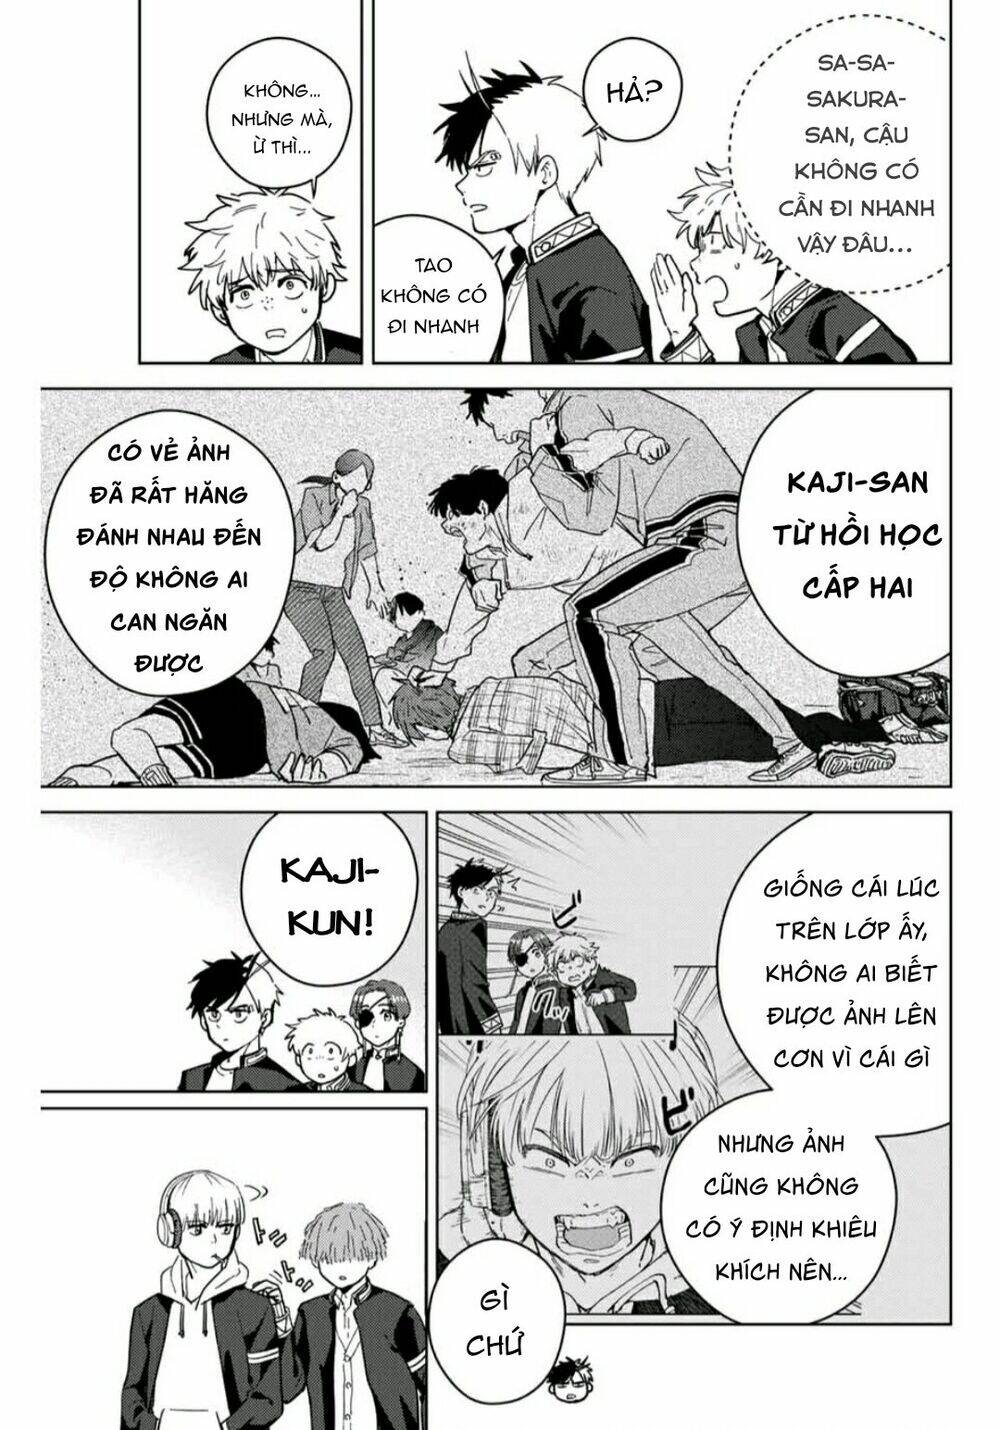 SA-SA-
SAKURA-
SAN, CẬU
KHÔNG CÓ
CẦN ĐI NHANH
VẬY ĐÂU...
HẢ?
TAO
KHÔNG CÓ
ĐI NHANH
KHÔNG...
NHƯNG MÀ,
Ừ THÌ...
KAJI-SAN
TỪ HỒI HỌC
CẤP HAI
CÓ VẺ ẢNH
ĐÃ RẤT HĂNG
ĐÁNH NHAU ĐẾN
ĐỘ KHÔNG AI
CAN NGĂN
ĐƯỢC
GIỐNG CÁI LÚC
TRÊN LỚP ẤY,
KHÔNG AI BIẾT
ĐƯỢC ẢNH LÊN
CƠN VÌ CÁI GÌ
NHƯNG ẢNH
CŨNG KHÔNG
CÓ Ý ĐỊNH KHIÊU
KHÍCH NÊN...
GÌ
CHỨ
KAJI-
KUN!